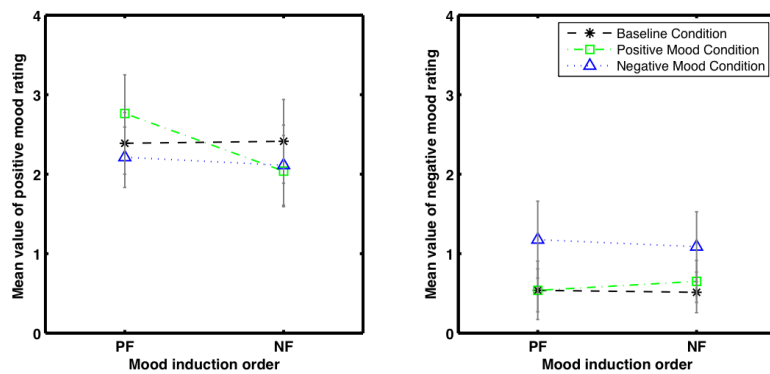 4
3
2
1
0
Mean value of positive mood rating
PF
NF
Mood induction order
4
3
2
1
0
Mean value of negative mood rating
PF
NF
Mood induction order
Baseline Condition
Positive Mood Condition
Negative Mood Condition